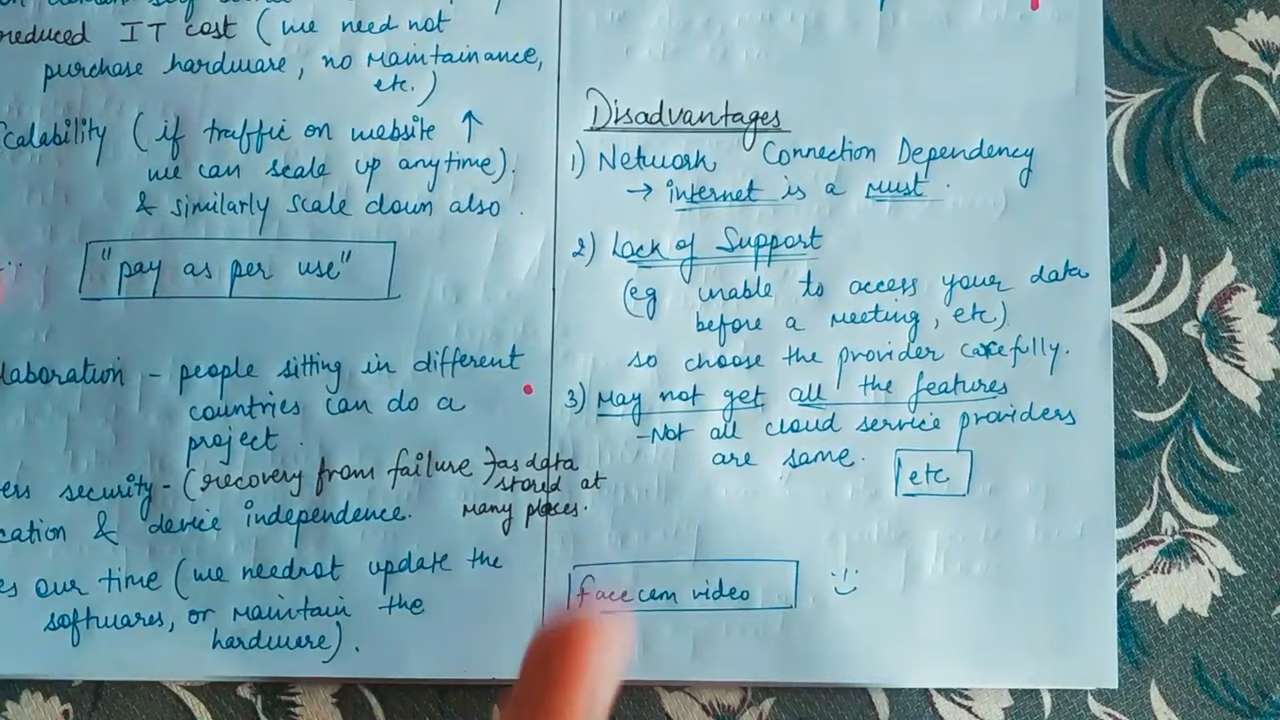 reduced IT cost (we need not
purchase hardware, no maintainance,
etc.)
calability (if traffic on website ↑
we can scale up anytime).
& similarly scale down also.
"pay as per use"
laboration - people sitting in different
countries can do a
project.
ers security - (recovery from failure) as data
stored at
many places.
cation & device independence.
es our time (we neednot update the
softwares, or maintain the
hardware).
Disadvantages
1) Network Connection Dependency
→ internet is a must.
2) Lack of Support
(eg unable to access your data
before a meeting, etc)
so choose the provider carefully.
3) May not get all the features
- Not all cloud service providers
are same.
etc
facecam video